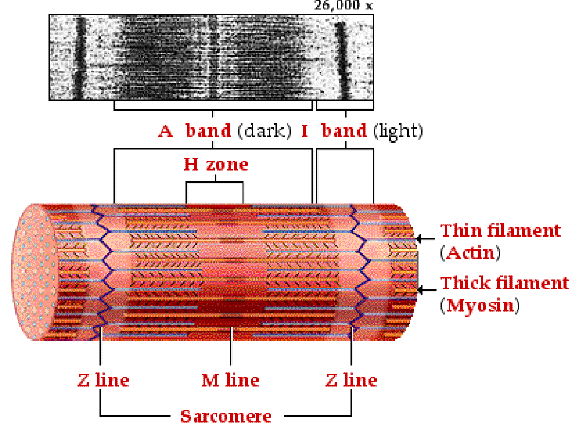 26,000 x
A band (dark) I band (light)
H zone
Thin filament
(Actin)
Thick filament
(Myosin)
Z line M line Z line
Sarcomere